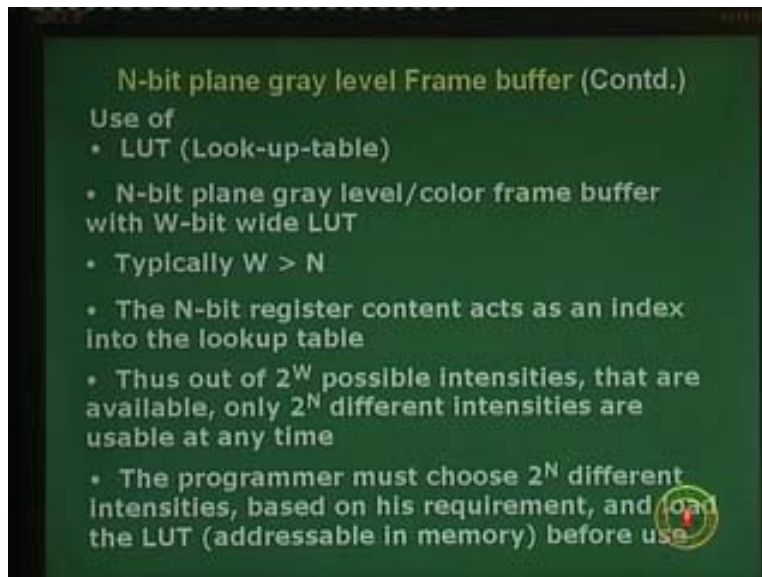 N-bit plane gray level Frame buffer (Contd.)
Use of
• LUT (Look-up-table)
• N-bit plane gray level/color frame buffer
with W-bit wide LUT
• Typically W > N
• The N-bit register content acts as an index
into the lookup table
• Thus out of 2^W possible intensities, that are
available, only 2^N different intensities are
usable at any time
• The programmer must choose 2^N different
intensities, based on his requirement, and load
the LUT (addressable in memory) before use